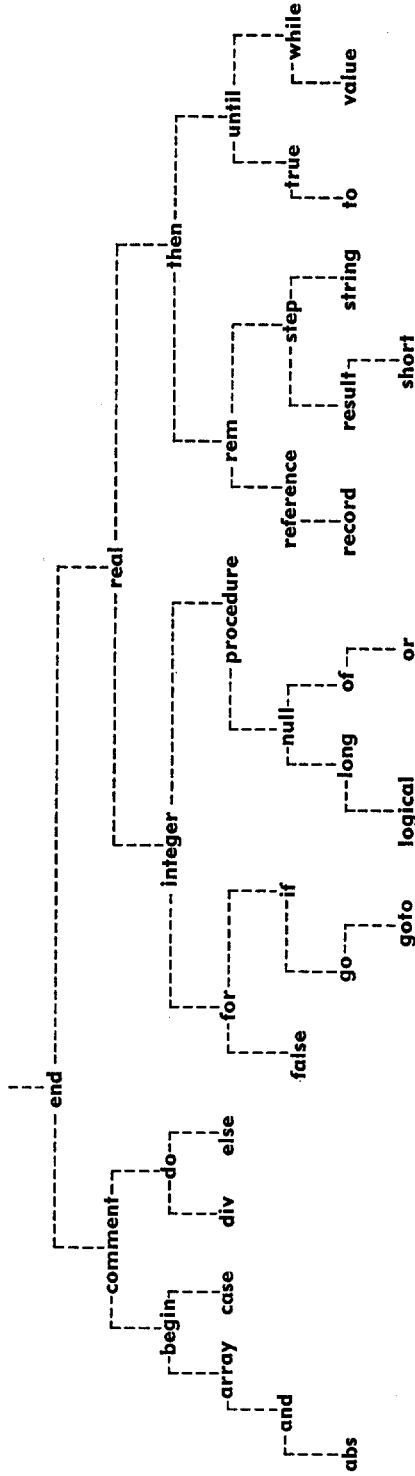 end
comment real
begin do integer then
array case div else for procedure rem until
and false if null reference step true while
abs go long of record result string to value
goto logical or short